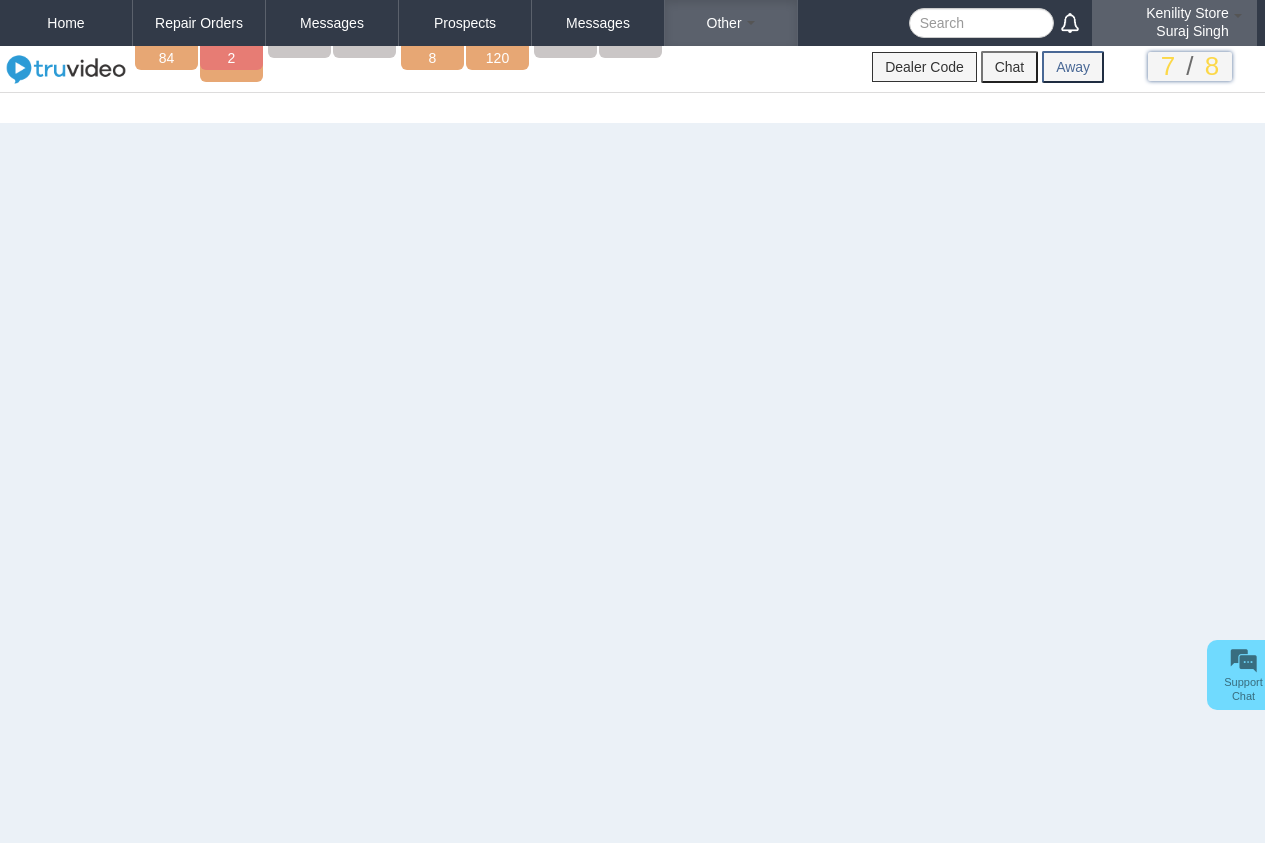 Home
Repair Orders
Messages
Prospects
Messages
Other
Search
Kenility Store
Suraj Singh
truvideo
84
2
8
120
Dealer Code
Chat
Away
7 / 8
Support
Chat